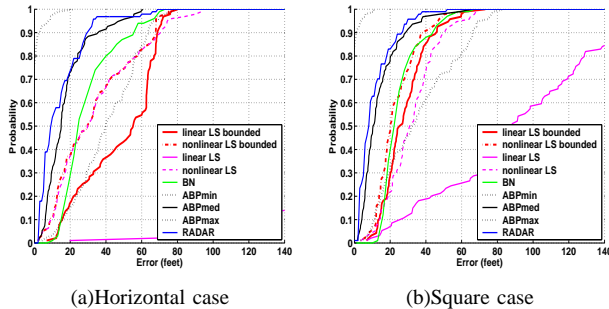 1
0.9
0.8
0.7
0.6
0.5
0.4
0.3
0.2
0.1
0
Probability
linear LS bounded
nonlinear LS bounded
linear LS
nonlinear LS
BN
ABPmin
ABPmed
ABPmax
RADAR
0 20 40 60 80 100 120 140
Error (feet)
(a)Horizontal case
1
0.9
0.8
0.7
0.6
0.5
0.4
0.3
0.2
0.1
0
Probability
linear LS bounded
nonlinear LS bounded
linear LS
nonlinear LS
BN
ABPmin
ABPmed
ABPmax
RADAR
0 20 40 60 80 100 120 140
Error (feet)
(b)Square case